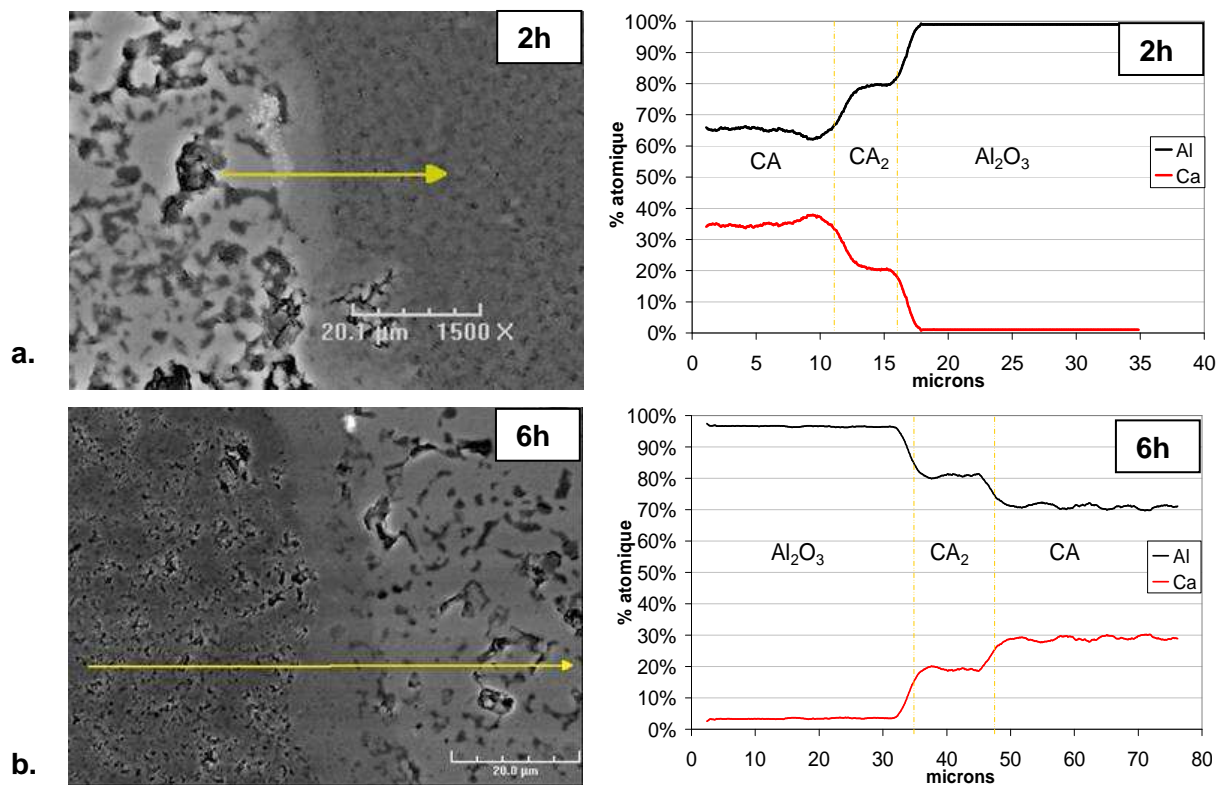 a.
2h
20.1 µm 1500 X
100%
90%
80%
70%
60%
50%
40%
30%
20%
10%
0%
% atomique
2h
CA
CA₂
Al₂O₃
Al
Ca
0 5 10 15 20 25 30 35 40
microns
b.
6h
20.0 µm
100%
90%
80%
70%
60%
50%
40%
30%
20%
10%
0%
% atomique
6h
Al₂O₃
CA₂
CA
Al
Ca
0 10 20 30 40 50 60 70 80
microns